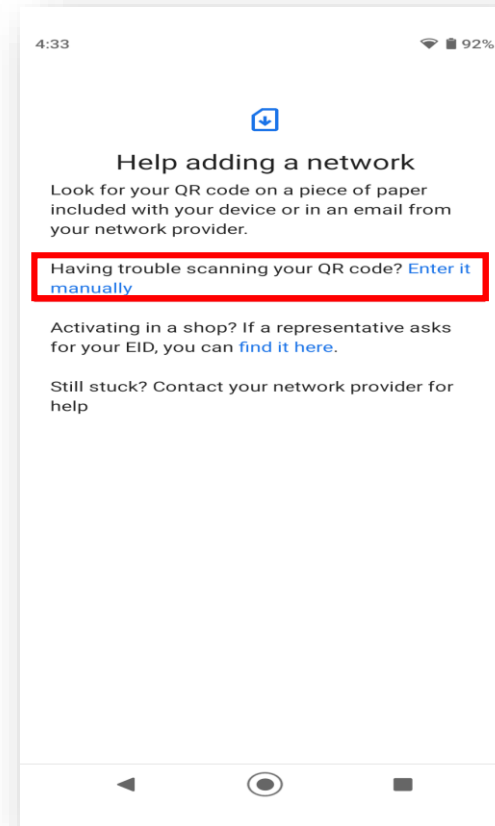 4:33 92%
Help adding a network
Look for your QR code on a piece of paper
included with your device or in an email from
your network provider.
Having trouble scanning your QR code? Enter it
manually
Activating in a shop? If a representative asks
for your EID, you can find it here.
Still stuck? Contact your network provider for
help